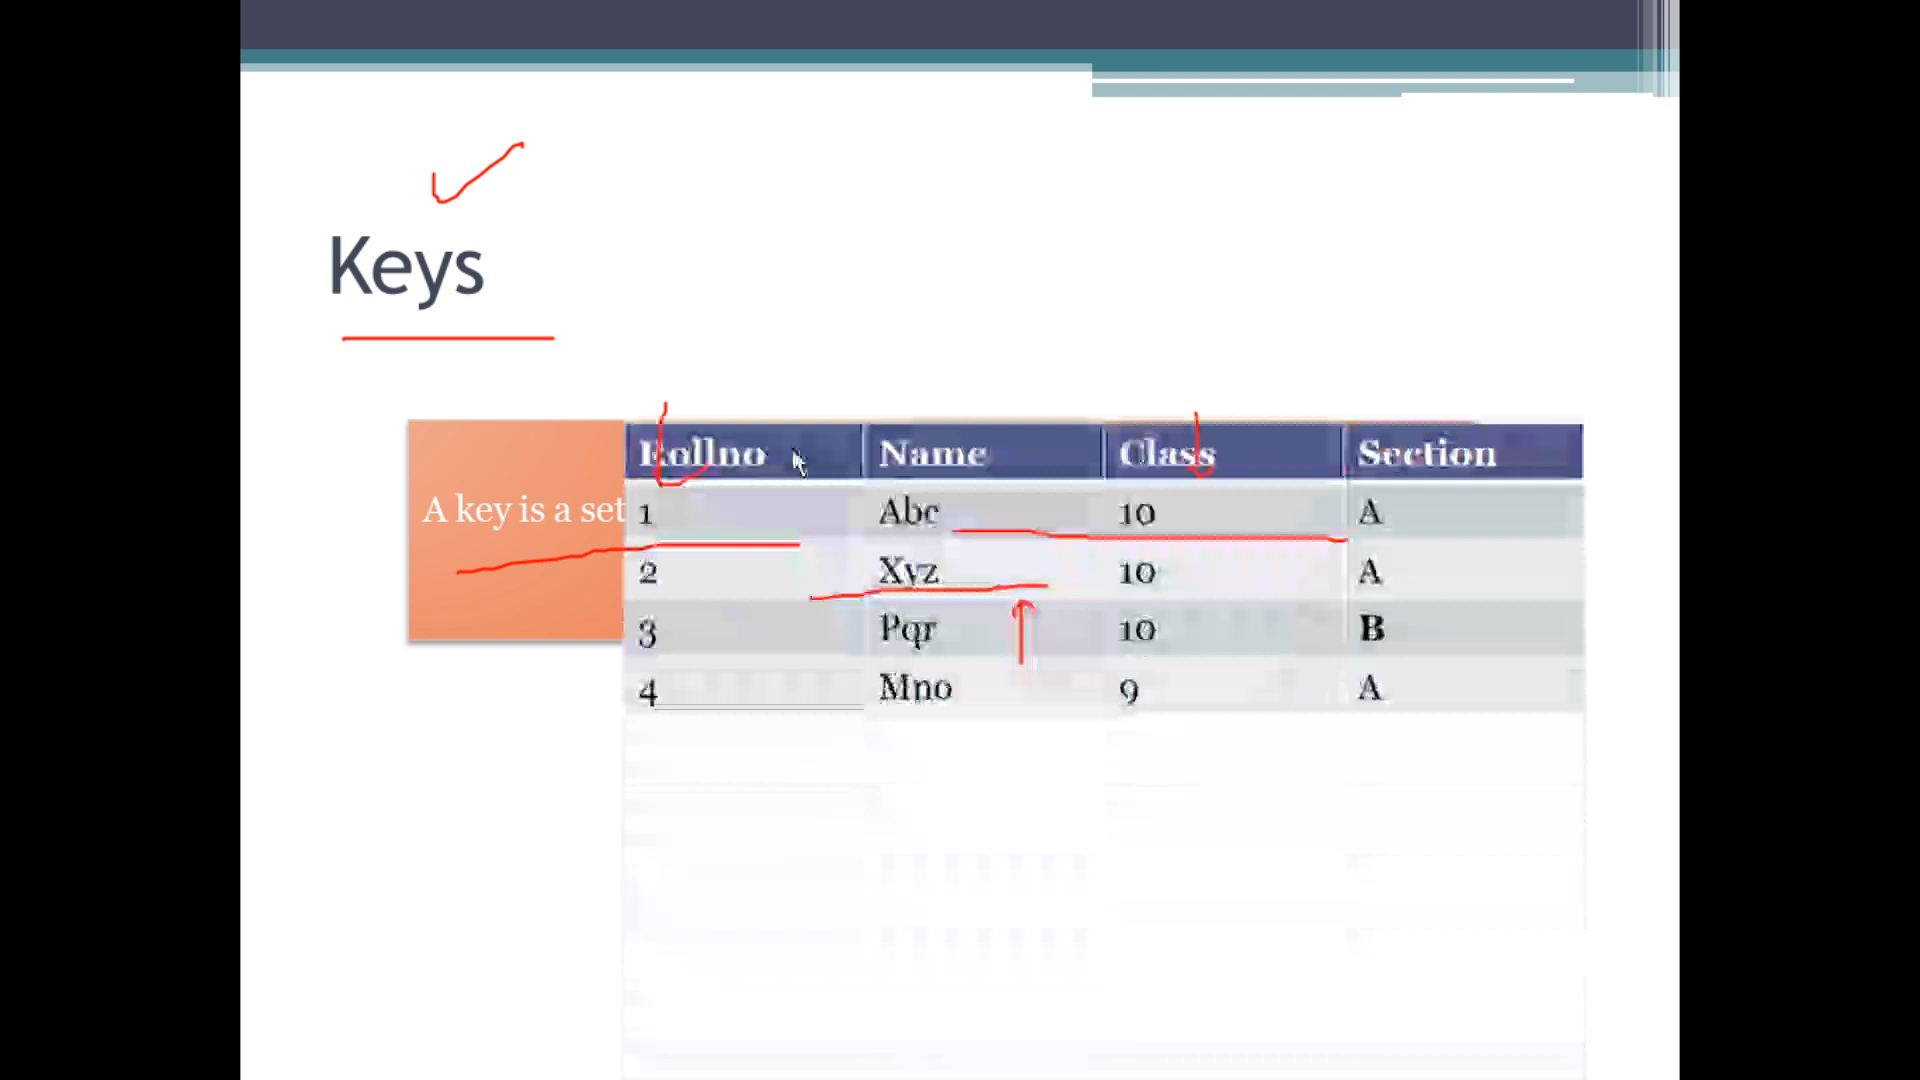 Keys
A key is a set
Rollno Name Class Section
1 Abc 10 A
2 Xyz 10 A
3 Pqr 10 B
4 Mno 9 A